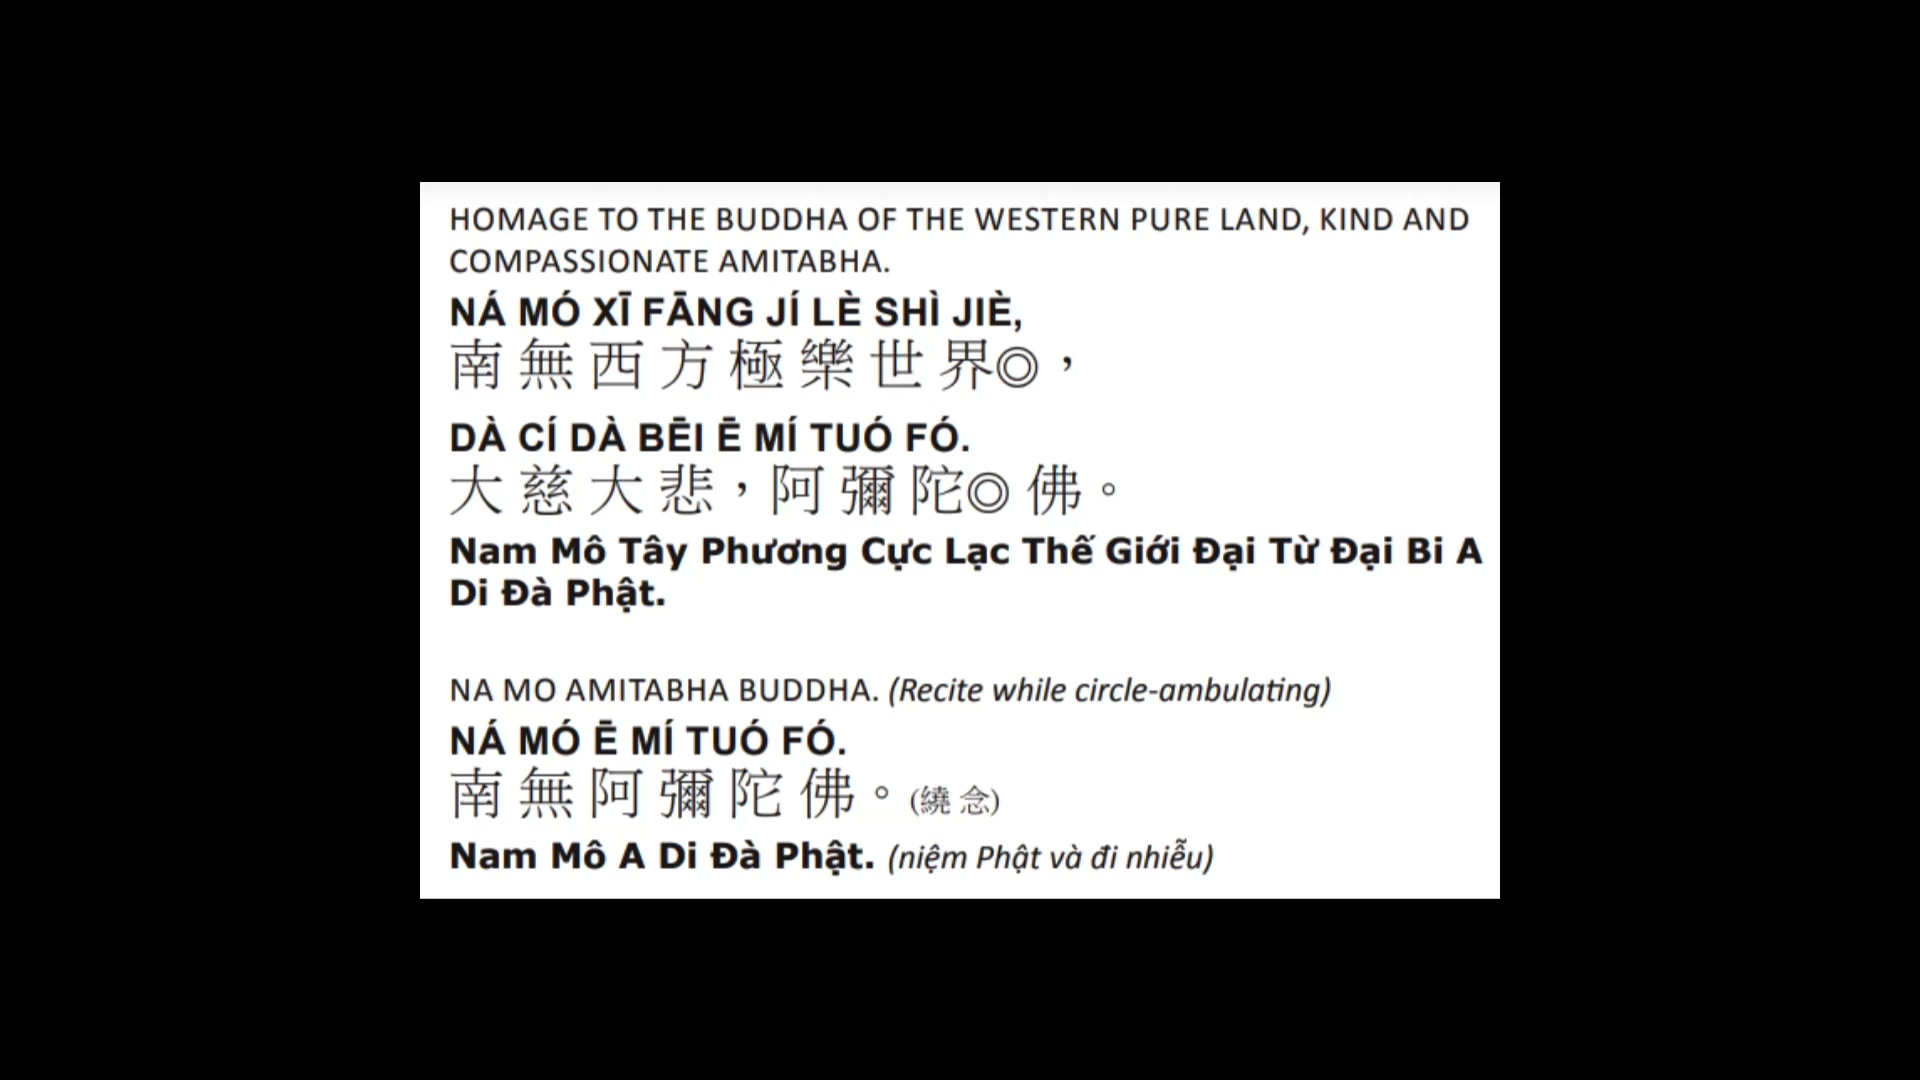 HOMAGE TO THE BUDDHA OF THE WESTERN PURE LAND, KIND AND
COMPASSIONATE AMITABHA.
NÁ MÓ XĪ FĀNG JÍ LÈ SHÌ JIÈ,
南 無 西 方 極 樂 世 界◎，
DÀ CÍ DÀ BĒI Ē MÍ TUÓ FÓ.
大 慈 大 悲，阿 彌 陀◎ 佛。
Nam Mô Tây Phương Cực Lạc Thế Giới Đại Từ Đại Bi A
Di Đà Phật.
NA MO AMITABHA BUDDHA. (Recite while circle-ambulating)
NÁ MÓ Ē MÍ TUÓ FÓ.
南 無 阿 彌 陀 佛。(繞 念)
Nam Mô A Di Đà Phật. (niệm Phật và đi nhiễu)